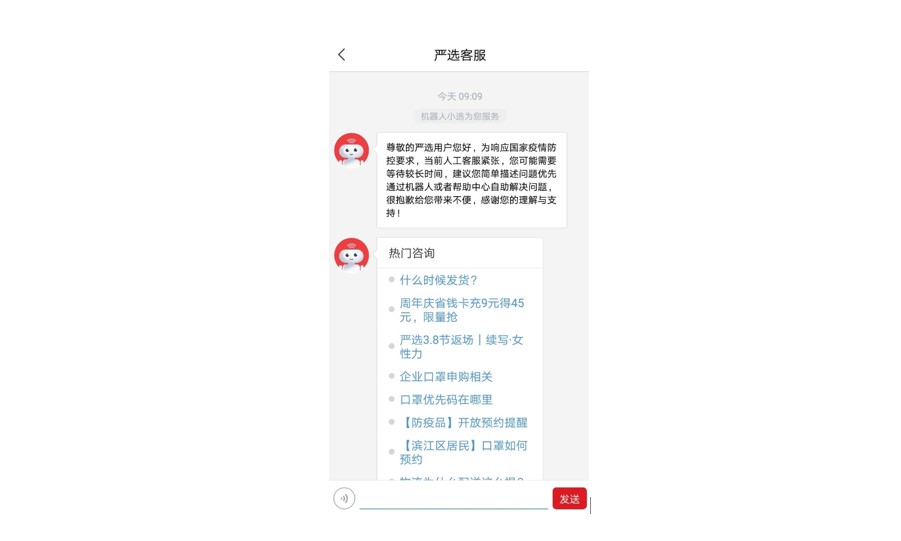 严选客服
今天 09:09
机器人小选为您服务
尊敬的严选用户您好，为响应国家疫情防
控要求，当前人工客服紧张，您可能需要
等待较长时间，建议您简单描述问题优先
通过机器人或者帮助中心自助解决问题，
很抱歉给您带来不便，感谢您的理解与支
持！
热门咨询
什么时候发货？
周年庆省钱卡充9元得45
元，限量抢
严选3.8节返场丨续写·女
性力
企业口罩申购相关
口罩优先码在哪里
【防疫品】开放预约提醒
【滨江区居民】口罩如何
预约
发送